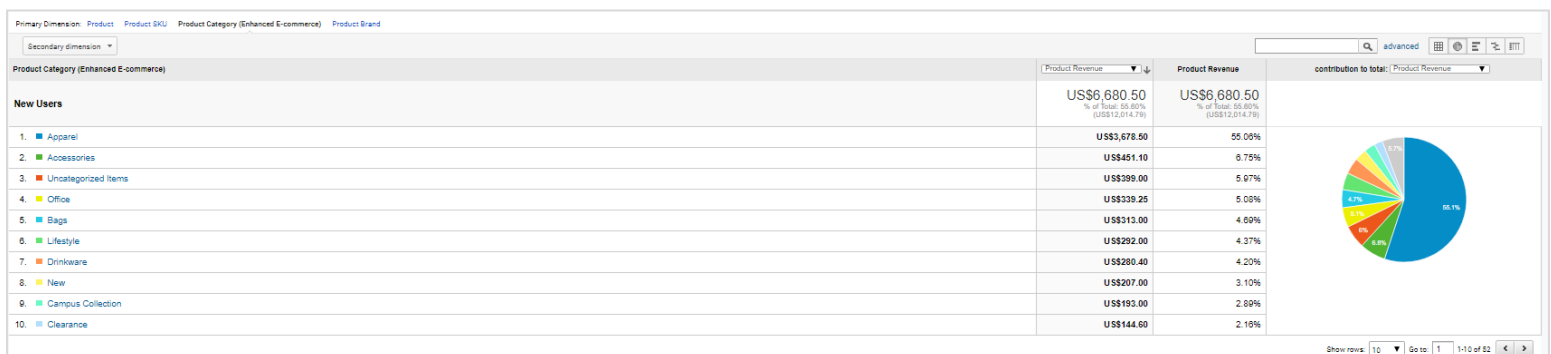 Primary Dimension: Product Product SKU Product Category (Enhanced E-commerce) Product Brand
Secondary dimension ▼ advanced
Product Category (Enhanced E-commerce) Product Revenue ▼ Product Revenue contribution to total: Product Revenue ▼
New Users US$6,680.50 US$6,680.50
% of Total: 55.60% % of Total: 55.60%
(US$12,014.79) (US$12,014.79)
1. Apparel US$3,678.50 55.06%
2. Accessories US$451.10 6.75%
3. Uncategorized Items US$399.00 5.97%
4. Office US$339.25 5.08%
5. Bags US$313.00 4.69%
6. Lifestyle US$292.00 4.37%
7. Drinkware US$280.40 4.20%
8. New US$207.00 3.10%
9. Campus Collection US$193.00 2.89%
10. Clearance US$144.60 2.16%
5.7%
4.7%
55.1%
5.1%
6%
6.8%
Show rows: 10 ▼ Go to: 1 1-10 of 52 < >